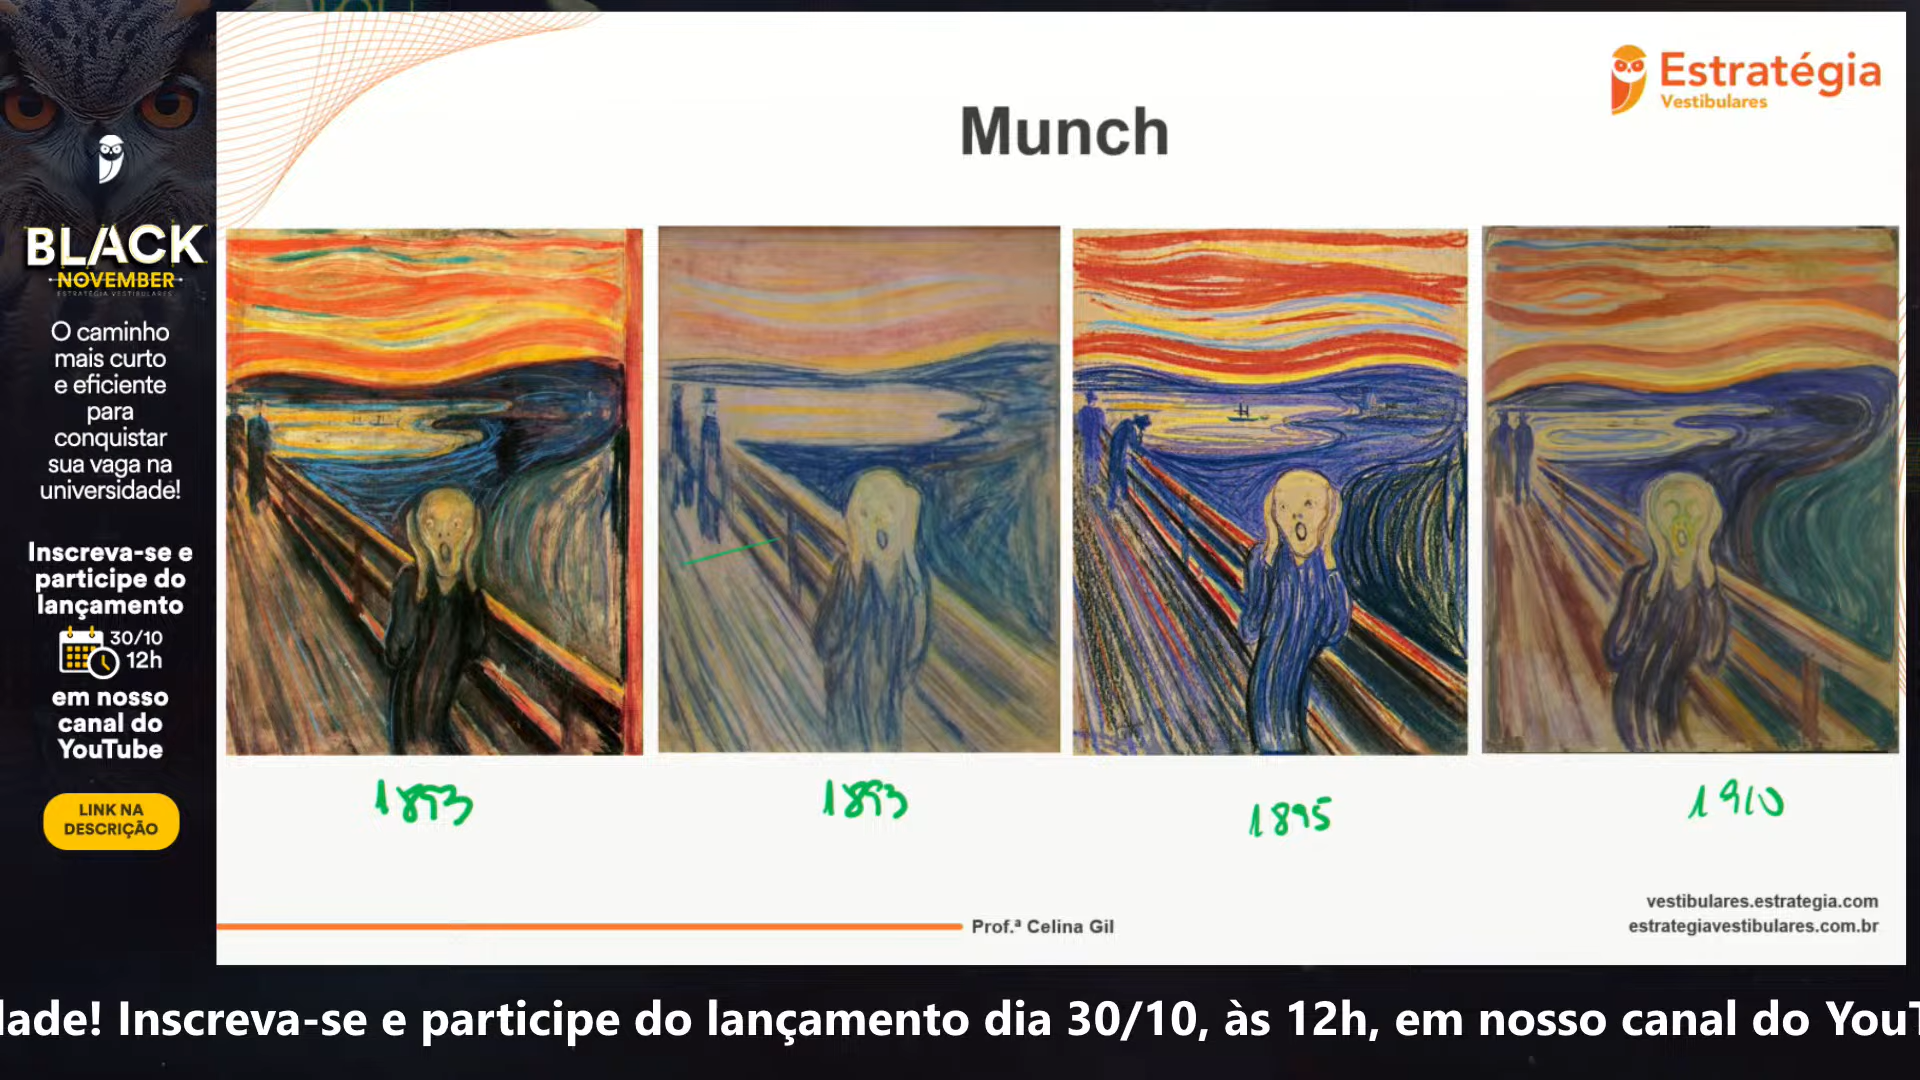 BLACK
NOVEMBER
ESTRATÉGIA VESTIBULARES
O caminho
mais curto
e eficiente
para
conquistar
sua vaga na
universidade!
Inscreva-se e
participe do
lançamento
30/10
12h
em nosso
canal do
YouTube
LINK NA
DESCRIÇÃO
Estratégia
Vestibulares
Munch
1893
1893
1895
1910
vestibulares.estrategia.com
estrategiavestibulares.com.br
Prof.ª Celina Gil
dade! Inscreva-se e participe do lançamento dia 30/10, às 12h, em nosso canal do YouT